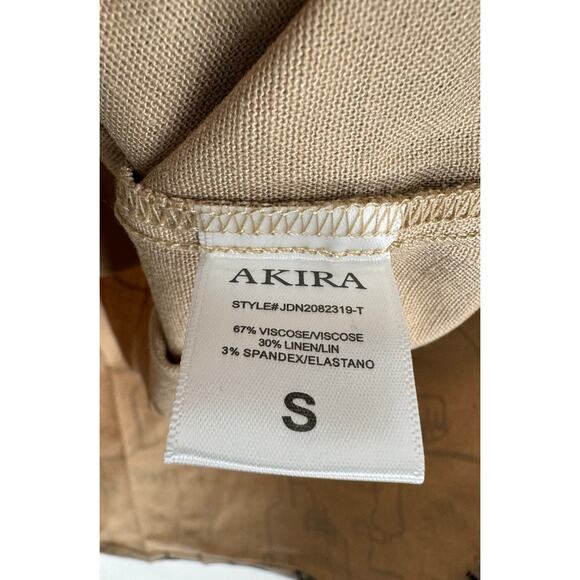 AKIRA
STYLE#JDN2082319-T
67% VISCOSE/VISCOSE
30% LINEN/LIN
3% SPANDEX/ELASTANO
S